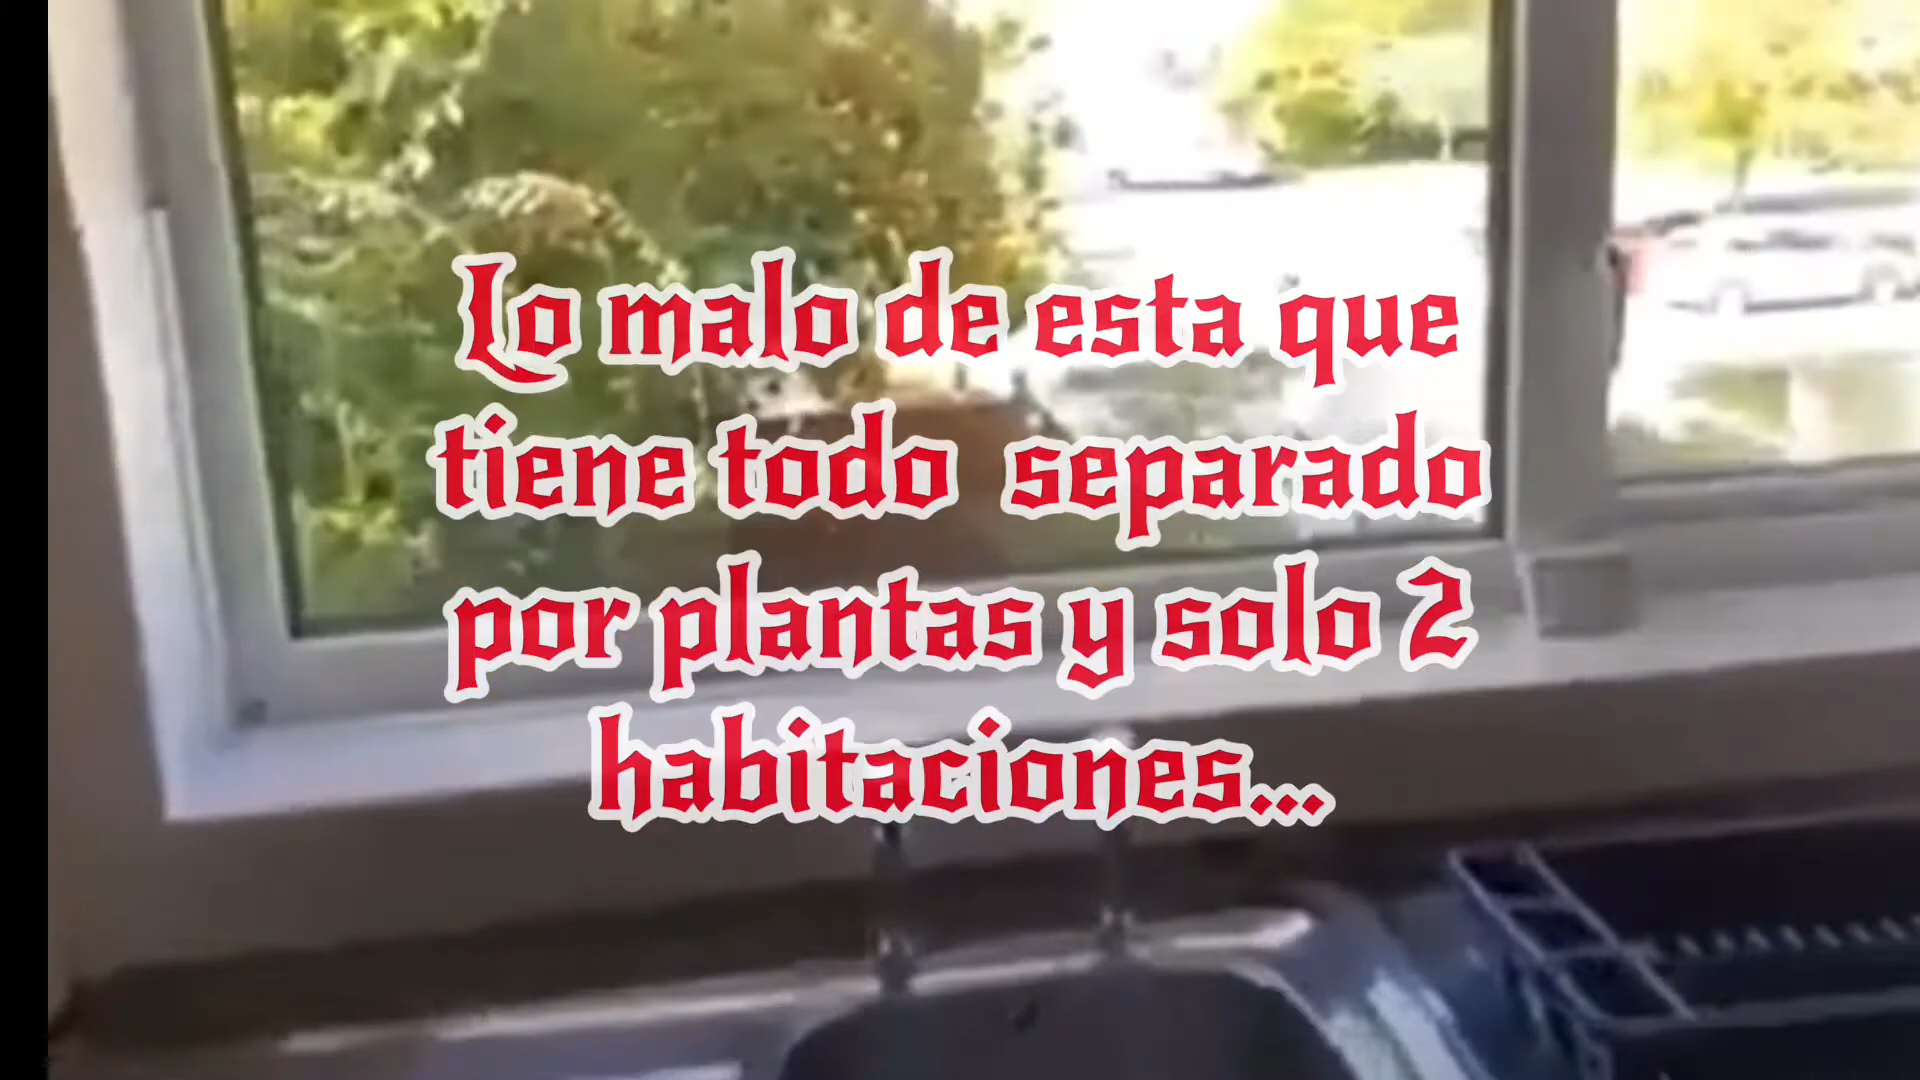 Lo malo de esta que
tiene todo separado
por plantas y solo 2
habitaciones...